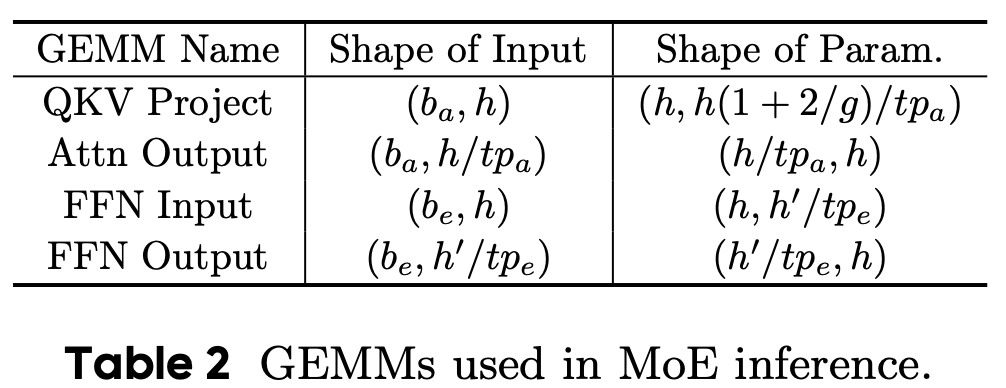 GEMM Name Shape of Input Shape of Param.
QKV Project (b_a, h) (h, h(1 + 2/g)/tp_a)
Attn Output (b_a, h/tp_a) (h/tp_a, h)
FFN Input (b_e, h) (h, h′/tp_e)
FFN Output (b_e, h′/tp_e) (h′/tp_e, h)
Table 2 GEMMs used in MoE inference.